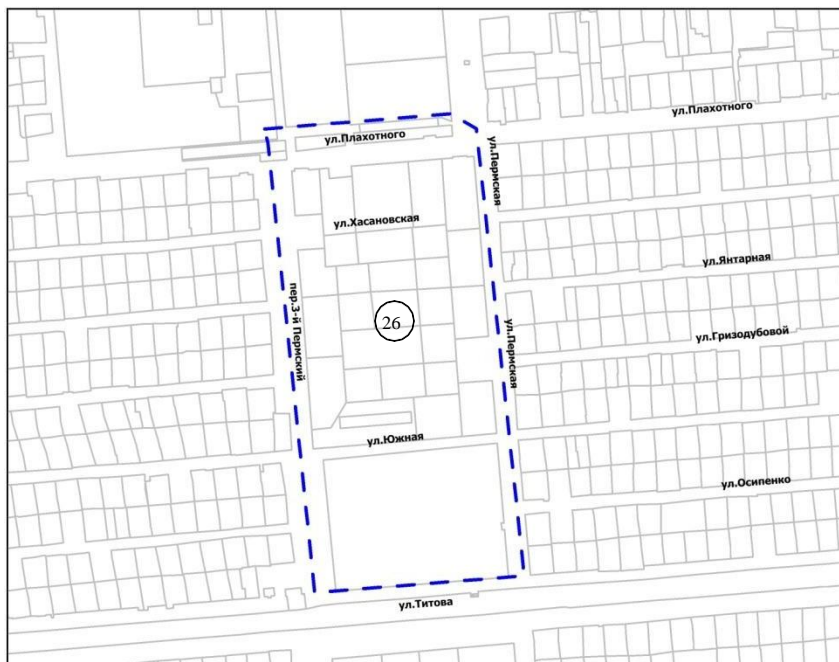 ул.Плахотного
ул.Плахотного
ул.Пермская
ул.Хасановская
ул.Янтарная
пер.3-й Пермский
26
ул.Пермская
ул.Гризодубовой
ул.Южная
ул.Осипенко
ул.Титова